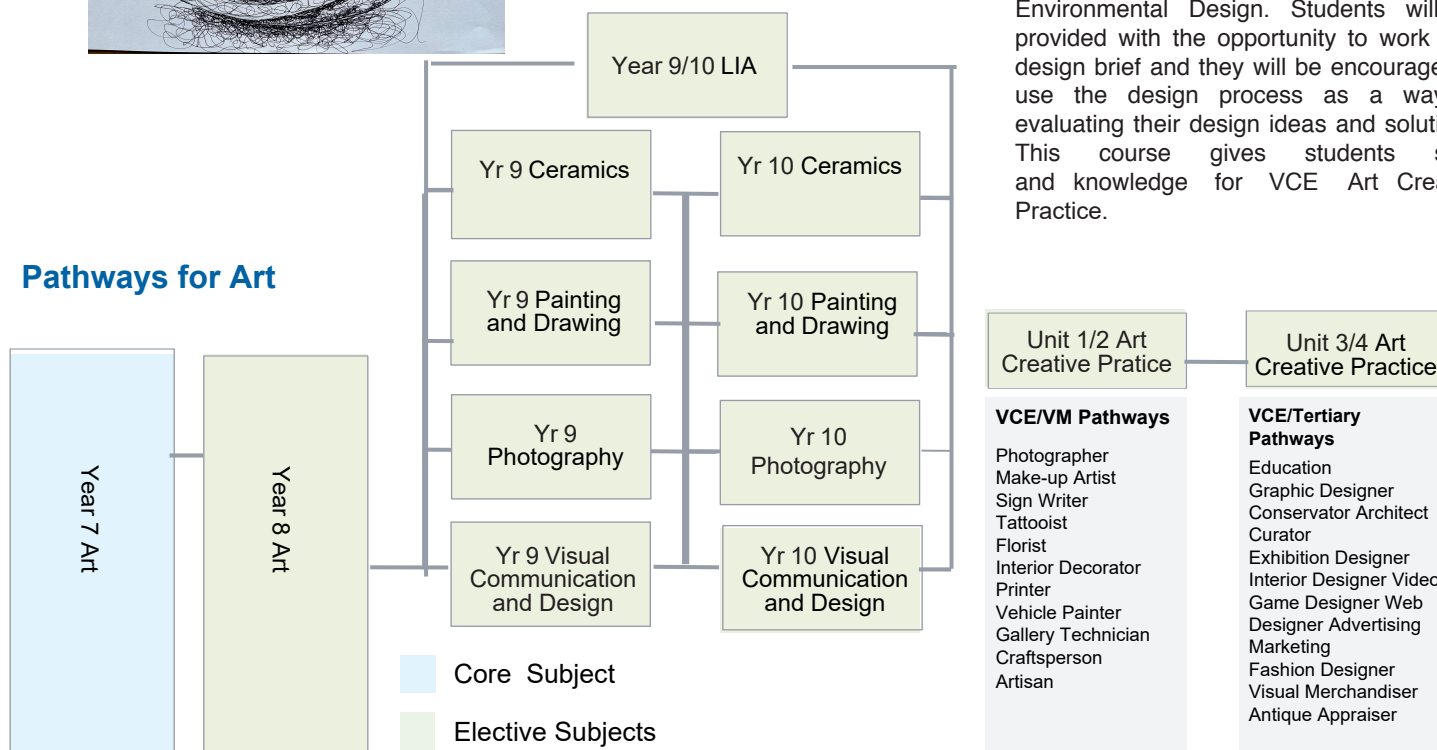 Environmental Design. Students will
provided with the opportunity to work
design brief and they will be encourage
use the design process as a way
evaluating their design ideas and soluti
This course gives students s
and knowledge for VCE Art Crea
Practice.
Pathways for Art
Year 7 Art
Year 8 Art
Year 9/10 LIA
Yr 9 Ceramics
Yr 10 Ceramics
Yr 9 Painting
and Drawing
Yr 10 Painting
and Drawing
Yr 9
Photography
Yr 10
Photography
Yr 9 Visual
Communication
and Design
Yr 10 Visual
Communication
and Design
Core Subject
Elective Subjects
Unit 1/2 Art
Creative Pratice
Unit 3/4 Art
Creative Practice
VCE/VM Pathways
Photographer
Make-up Artist
Sign Writer
Tattooist
Florist
Interior Decorator
Printer
Vehicle Painter
Gallery Technician
Craftsperson
Artisan
VCE/Tertiary
Pathways
Education
Graphic Designer
Conservator Architect
Curator
Exhibition Designer
Interior Designer Video
Game Designer Web
Designer Advertising
Marketing
Fashion Designer
Visual Merchandiser
Antique Appraiser